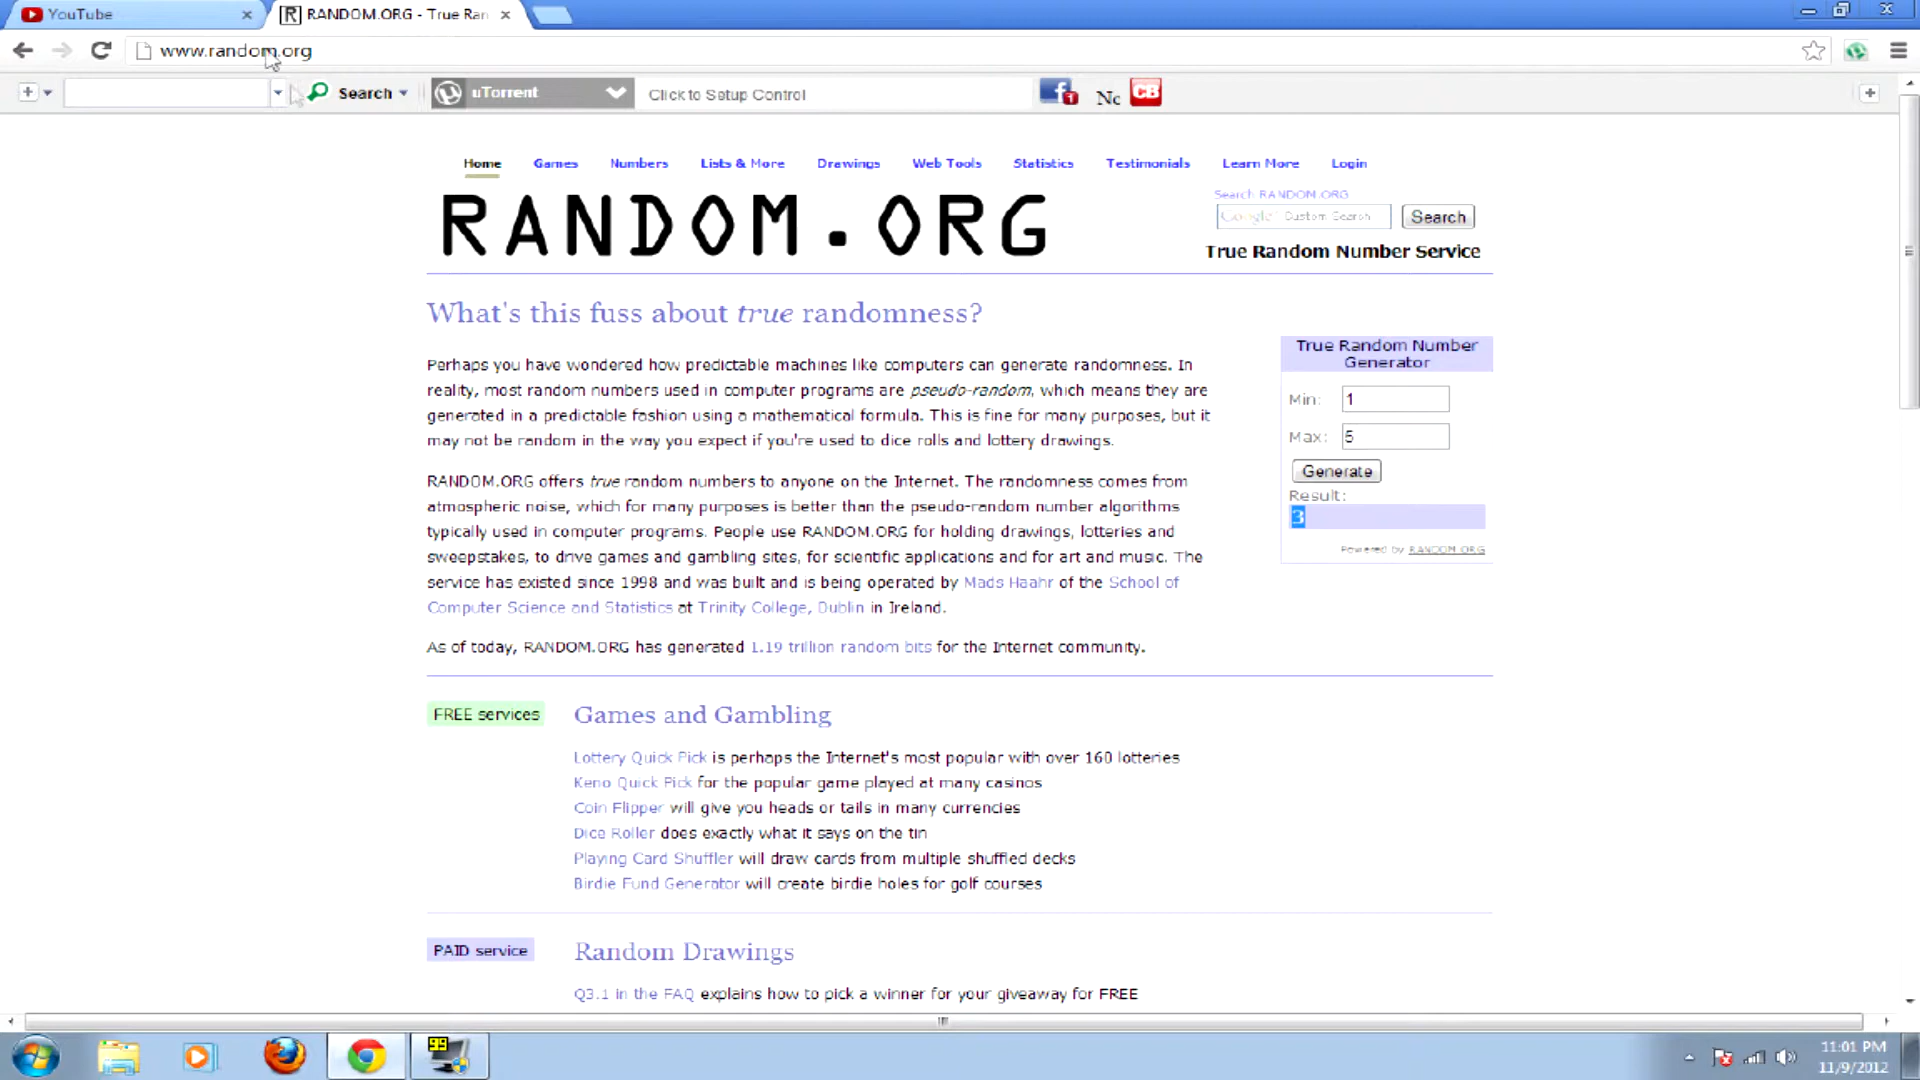 YouTube
RANDOM.ORG - True Ran
www.random.org
Search
uTorrent
Click to Setup Control
1
Nc
CB
Home Games Numbers Lists & More Drawings Web Tools Statistics Testimonials Learn More Login
RANDOM.ORG
Search RANDOM.ORG
Google Custom Search
Search
True Random Number Service
What's this fuss about true randomness?
Perhaps you have wondered how predictable machines like computers can generate randomness. In
reality, most random numbers used in computer programs are pseudo-random, which means they are
generated in a predictable fashion using a mathematical formula. This is fine for many purposes, but it
may not be random in the way you expect if you're used to dice rolls and lottery drawings.
RANDOM.ORG offers true random numbers to anyone on the Internet. The randomness comes from
atmospheric noise, which for many purposes is better than the pseudo-random number algorithms
typically used in computer programs. People use RANDOM.ORG for holding drawings, lotteries and
sweepstakes, to drive games and gambling sites, for scientific applications and for art and music. The
service has existed since 1998 and was built and is being operated by Mads Haahr of the School of
Computer Science and Statistics at Trinity College, Dublin in Ireland.
As of today, RANDOM.ORG has generated 1.19 trillion random bits for the Internet community.
True Random Number
Generator
Min: 1
Max: 5
Generate
Result:
3
Powered by RANDOM.ORG
FREE services
Games and Gambling
Lottery Quick Pick is perhaps the Internet's most popular with over 160 lotteries
Keno Quick Pick for the popular game played at many casinos
Coin Flipper will give you heads or tails in many currencies
Dice Roller does exactly what it says on the tin
Playing Card Shuffler will draw cards from multiple shuffled decks
Birdie Fund Generator will create birdie holes for golf courses
PAID service
Random Drawings
Q3.1 in the FAQ explains how to pick a winner for your giveaway for FREE
99
11:01 PM
11/9/2012